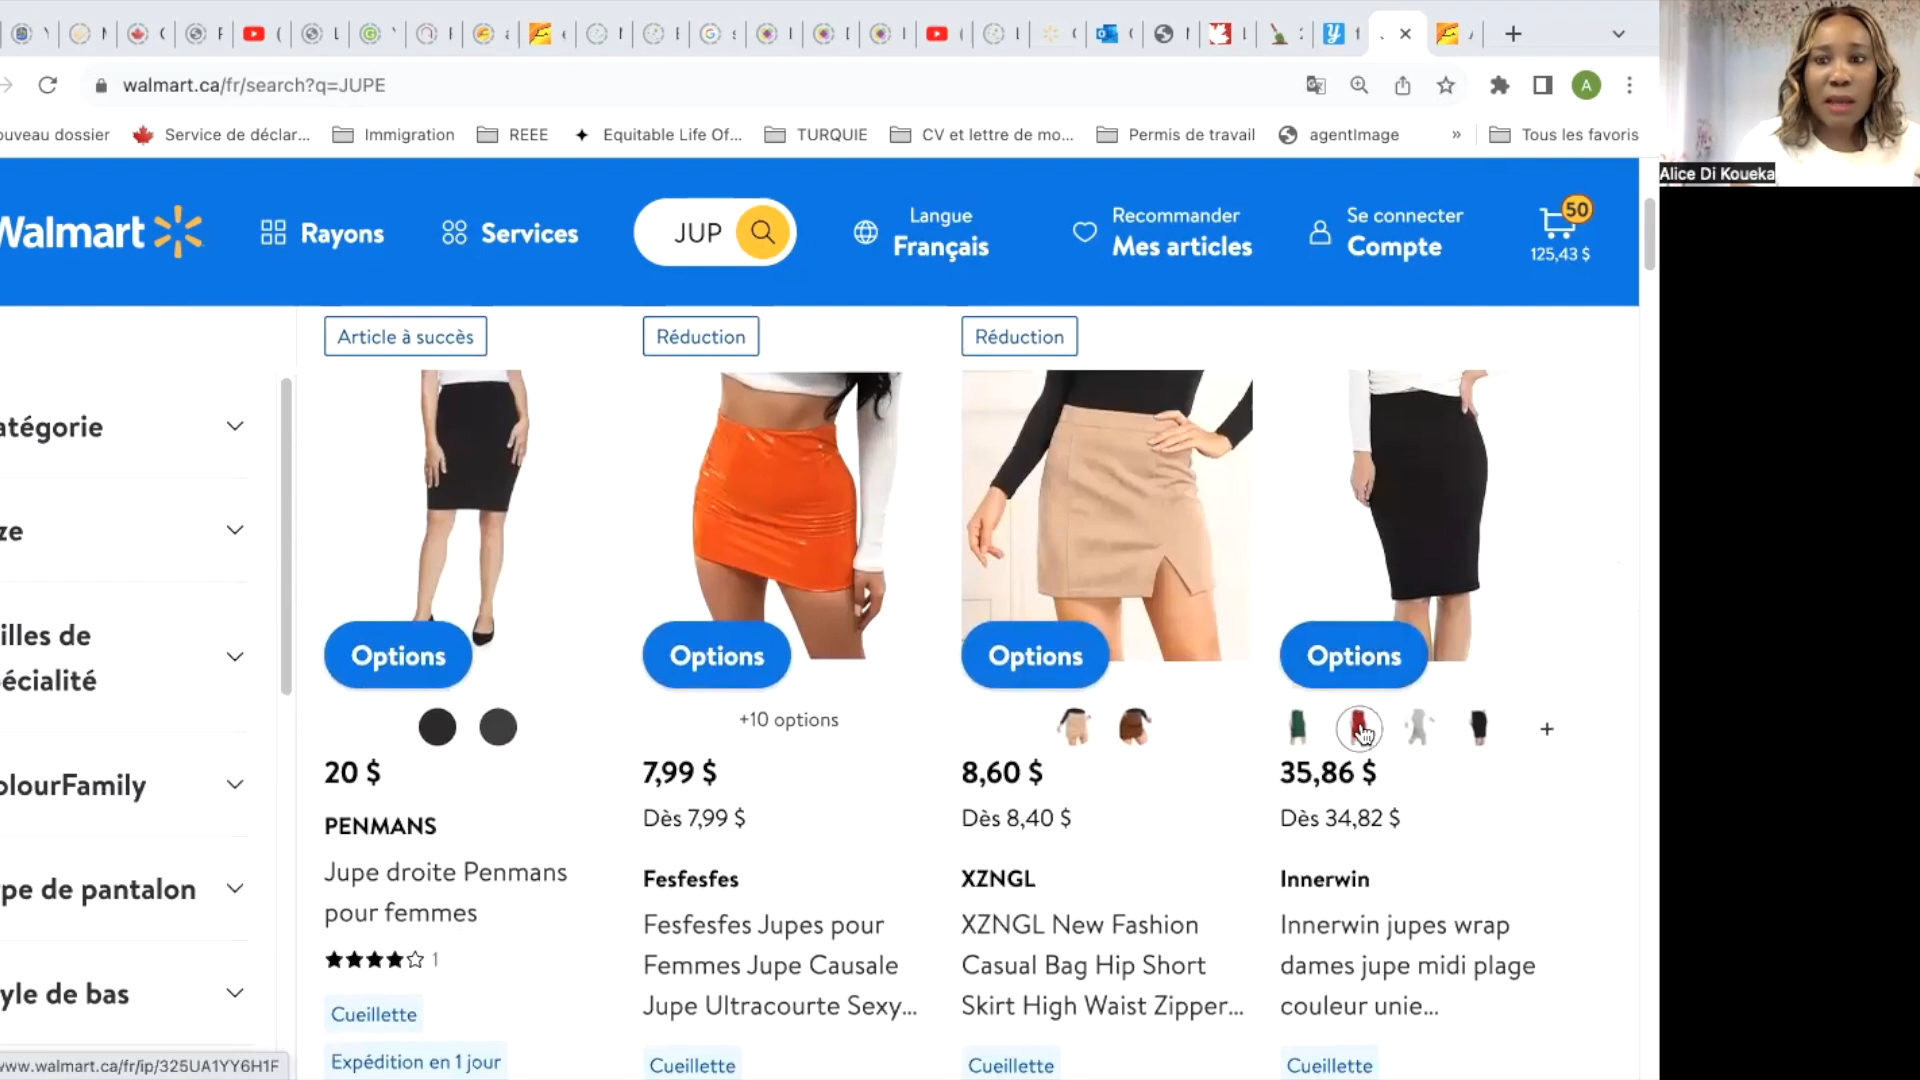 walmart.ca/fr/search?q=JUPE
A
ouveau dossier
Service de déclar...
Immigration
REEE
Equitable Life Of...
TURQUIE
CV et lettre de mo...
Permis de travail
agentImage
»
Tous les favoris
Alice Di Koueka
Walmart
Rayons
Services
JUP
Langue
Français
Recommander
Mes articles
Se connecter
Compte
50
125,43 $
Article à succès
Réduction
Réduction
atégorie
ze
illes de
écialité
olourFamily
pe de pantalon
yle de bas
Options
Options
Options
Options
+10 options
+
20 $
PENMANS
Jupe droite Penmans
pour femmes
1
Cueillette
Expédition en 1 jour
7,99 $
Dès 7,99 $
Fesfesfes
Fesfesfes Jupes pour
Femmes Jupe Causale
Jupe Ultracourte Sexy...
Cueillette
8,60 $
Dès 8,40 $
XZNGL
XZNGL New Fashion
Casual Bag Hip Short
Skirt High Waist Zipper...
Cueillette
35,86 $
Dès 34,82 $
Innerwin
Innerwin jupes wrap
dames jupe midi plage
couleur unie...
Cueillette
www.walmart.ca/fr/ip/325UA1YY6H1F